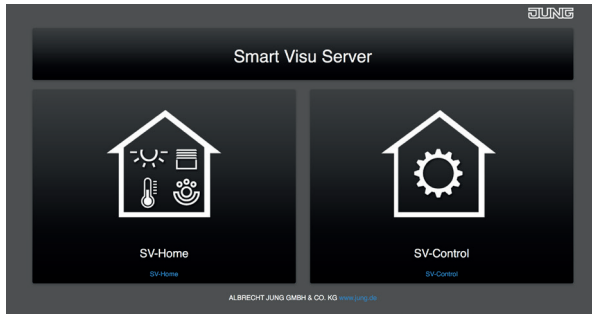 JUNG
Smart Visu Server
SV-Home
SV-Home
SV-Control
SV-Control
ALBRECHT JUNG GMBH & CO. KG www.jung.de